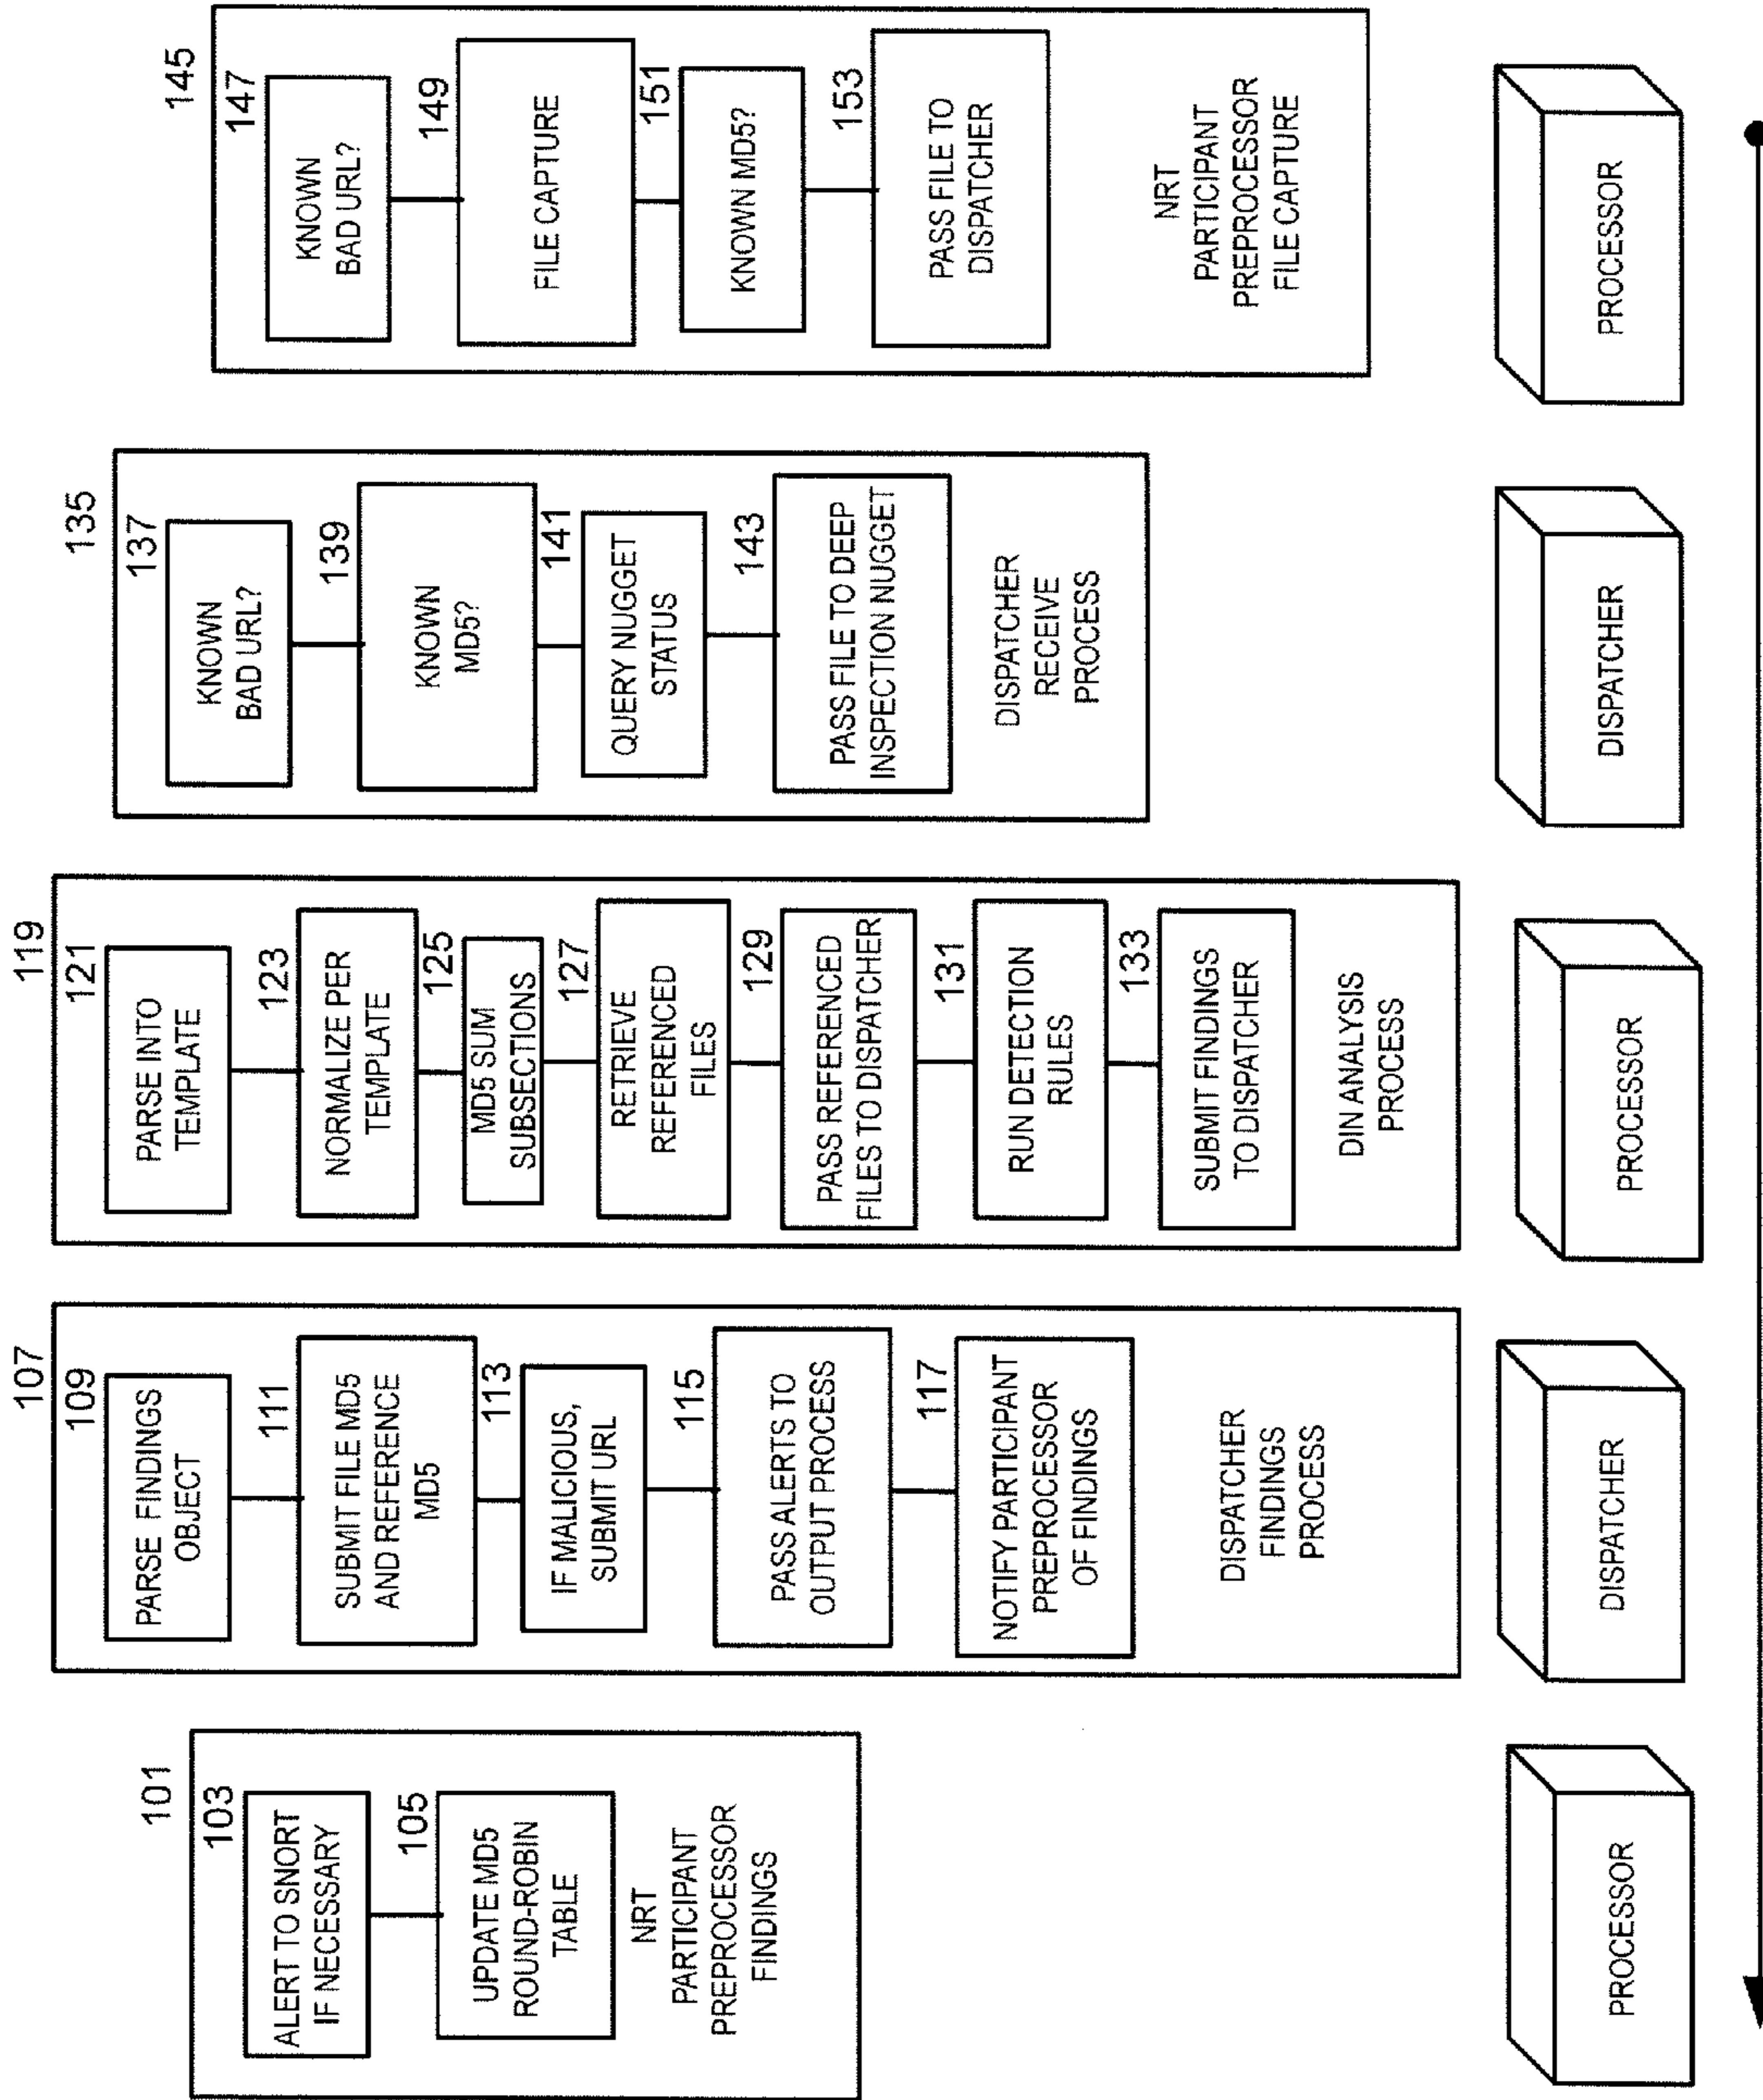 101
103
ALERT TO SNORT
IF NECESSARY
105
UPDATE MD5
ROUND-ROBIN
TABLE
NRT
PARTICIPANT
PREPROCESSOR
FINDINGS
PROCESSOR
107
109
PARSE FINDINGS
OBJECT
111
SUBMIT FILE MD5
AND REFERENCE
MD5
113
IF MALICIOUS,
SUBMIT URL
115
PASS ALERTS TO
OUTPUT PROCESS
117
NOTIFY PARTICIPANT
PREPROCESSOR
OF FINDINGS
DISPATCHER
FINDINGS
PROCESS
DISPATCHER
119
121
PARSE INTO
TEMPLATE
123
NORMALIZE PER
TEMPLATE
125
MD5 SUM
SUBSECTIONS
127
RETRIEVE
REFERENCED
FILES
129
PASS REFERENCED
FILES TO DISPATCHER
131
RUN DETECTION
RULES
133
SUBMIT FINDINGS
TO DISPATCHER
DIN ANALYSIS
PROCESS
PROCESSOR
135
137
KNOWN
BAD URL?
139
KNOWN
MD5?
141
QUERY NUGGET
STATUS
143
PASS FILE TO DEEP
INSPECTION NUGGET
DISPATCHER
RECEIVE
PROCESS
DISPATCHER
145
147
KNOWN
BAD URL?
149
FILE CAPTURE
151
KNOWN MD5?
153
PASS FILE TO
DISPATCHER
NRT
PARTICIPANT
PREPROCESSOR
FILE CAPTURE
PROCESSOR